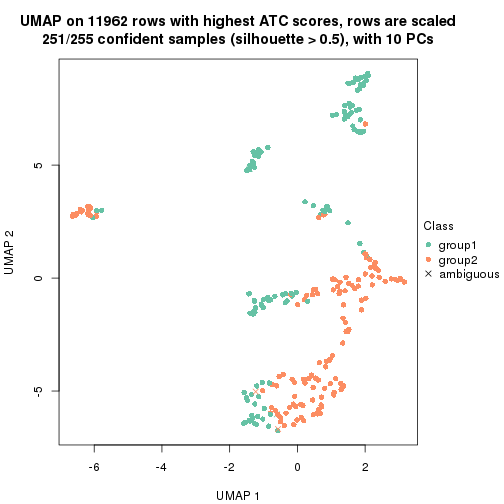 UMAP on 11962 rows with highest ATC scores, rows are scaled
251/255 confident samples (silhouette > 0.5), with 10 PCs
5
0
-5
UMAP 2
-6
-4
-2
0
2
UMAP 1
Class
group1
group2
ambiguous